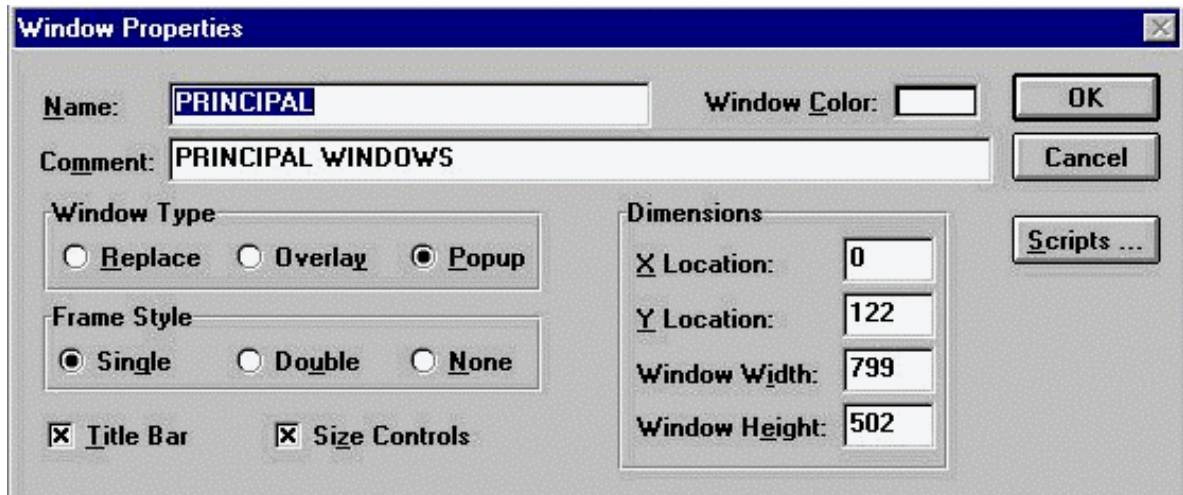 Window Properties
Name: PRINCIPAL Window Color: OK
Comment: PRINCIPAL WINDOWS Cancel
Window Type Dimensions Scripts ...
Replace Overlay Popup X Location: 0
Frame Style Y Location: 122
Single Double None Window Width: 799
Title Bar Size Controls Window Height: 502